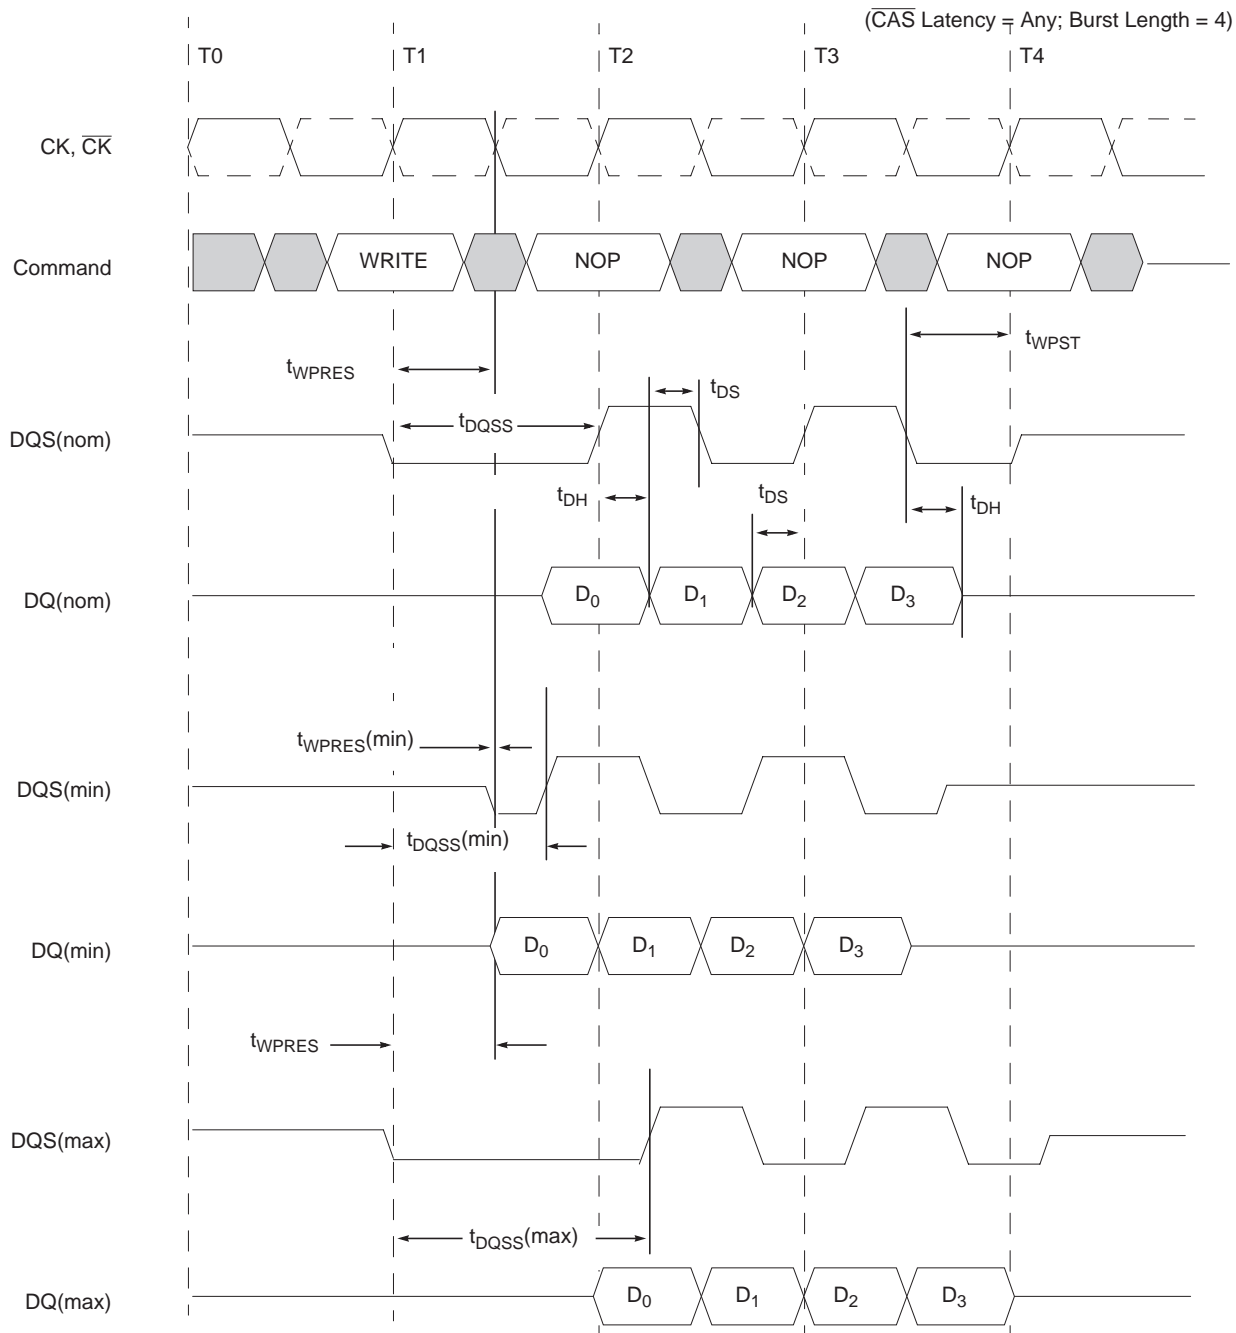 (C̅A̅S̅ Latency = Any; Burst Length = 4)
T0 T1 T2 T3 T4
CK, C̅K̅
Command WRITE NOP NOP NOP
tWPST
tWPRES
tDS
DQS(nom) tDQSS
tDH tDS tDH
DQ(nom) D0 D1 D2 D3
tWPRES(min)
DQS(min)
tDQSS(min)
DQ(min) D0 D1 D2 D3
tWPRES
DQS(max)
tDQSS(max)
DQ(max) D0 D1 D2 D3